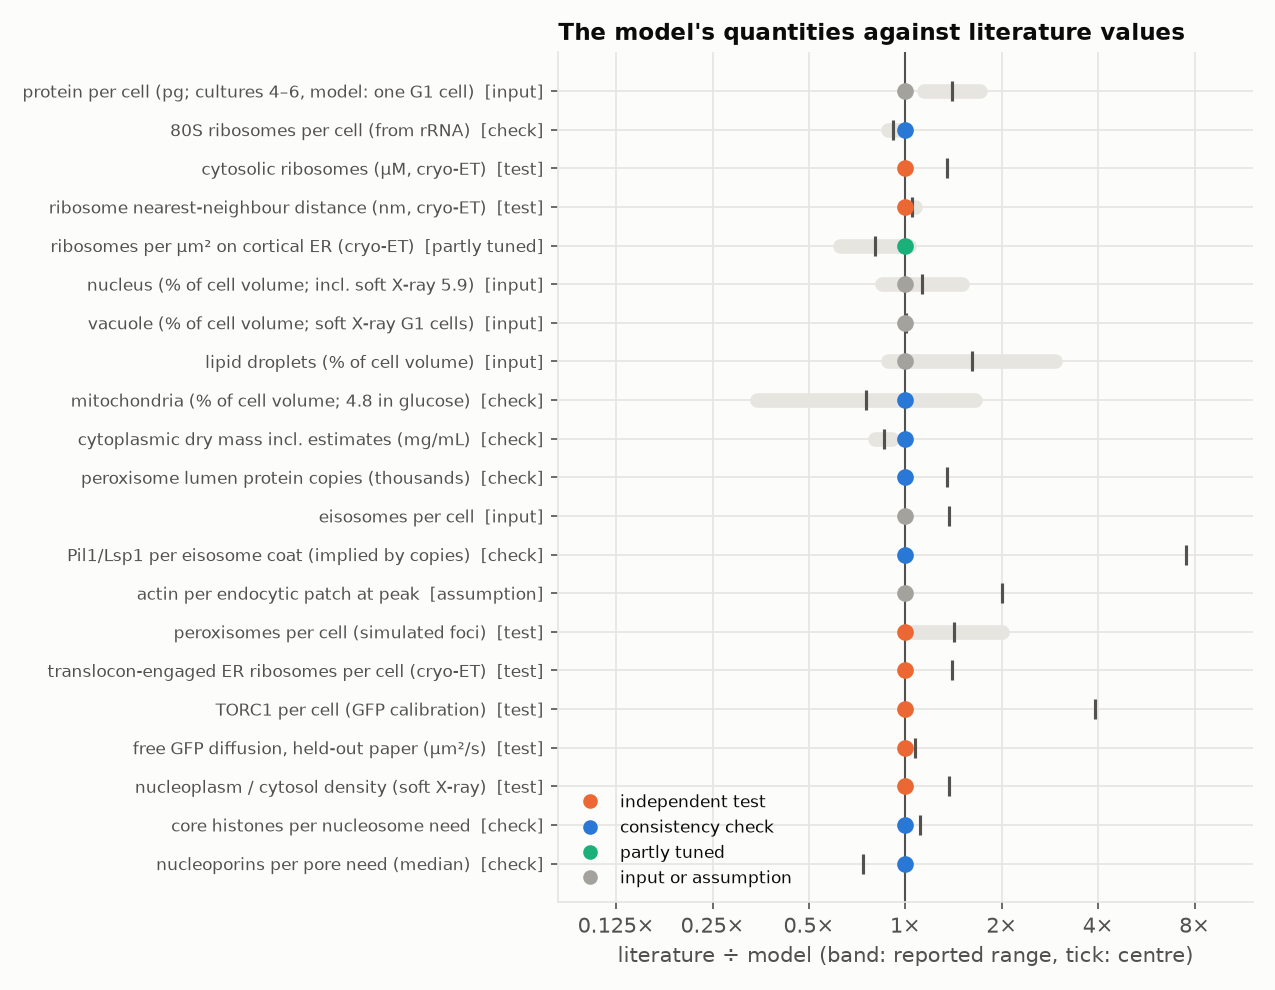 The model's quantities against literature values
protein per cell (pg; cultures 4–6, model: one G1 cell)  [input]
80S ribosomes per cell (from rRNA)  [check]
cytosolic ribosomes (µM, cryo-ET)  [test]
ribosome nearest-neighbour distance (nm, cryo-ET)  [test]
ribosomes per µm² on cortical ER (cryo-ET)  [partly tuned]
nucleus (% of cell volume; incl. soft X-ray 5.9)  [input]
vacuole (% of cell volume; soft X-ray G1 cells)  [input]
lipid droplets (% of cell volume)  [input]
mitochondria (% of cell volume; 4.8 in glucose)  [check]
cytoplasmic dry mass incl. estimates (mg/mL)  [check]
peroxisome lumen protein copies (thousands)  [check]
eisosomes per cell  [input]
Pil1/Lsp1 per eisosome coat (implied by copies)  [check]
actin per endocytic patch at peak  [assumption]
peroxisomes per cell (simulated foci)  [test]
translocon-engaged ER ribosomes per cell (cryo-ET)  [test]
TORC1 per cell (GFP calibration)  [test]
free GFP diffusion, held-out paper (µm²/s)  [test]
nucleoplasm / cytosol density (soft X-ray)  [test]
core histones per nucleosome need  [check]
nucleoporins per pore need (median)  [check]
independent test
consistency check
partly tuned
input or assumption
0.125× 0.25× 0.5× 1× 2× 4× 8×
literature ÷ model (band: reported range, tick: centre)